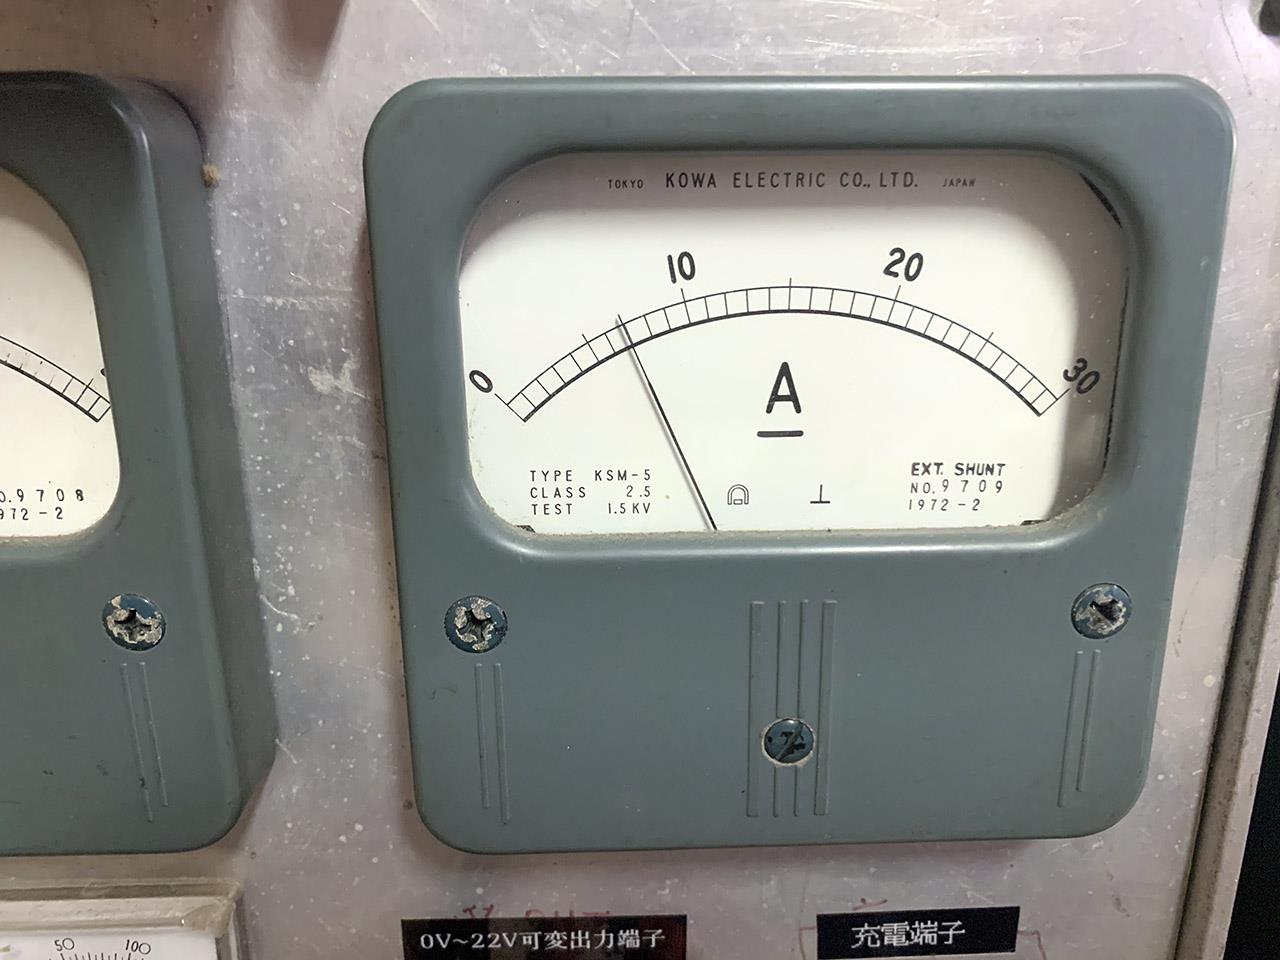 TOKYO KOWA ELECTRIC CO., LTD. JAPAN
10 20
0 30
A
TYPE KSM-5
CLASS 2.5
TEST 1.5KV
EXT. SHUNT
NO. 9709
1972-2
O.9708
972-2
0V～22V可変出力端子
充電端子
50 100